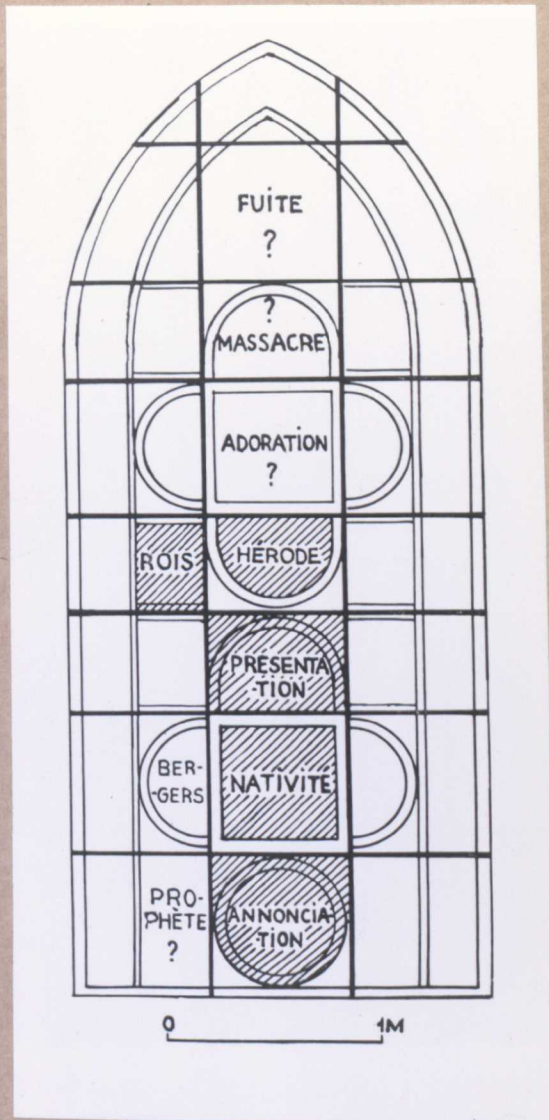 FUITE
?
?
MASSACRE
ADORATION
?
ROIS
HÉRODE
PRESENTA
-TION
BER-
-GERS
NATIVITÉ
PRO-
PHÈTE
?
ANNONCIA-
-TION
0 1M